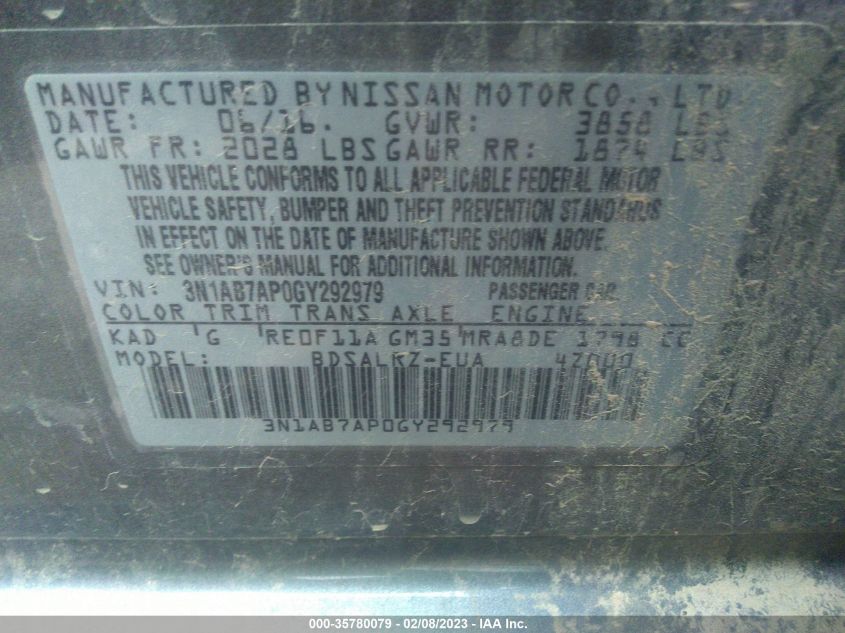 MANUFACTURED BY NISSAN MOTOR CO., LTD
DATE: 06/16. GVWR: 3858 LBS
GAWR FR: 2028 LBS GAWR RR: 1874 LBS
THIS VEHICLE CONFORMS TO ALL APPLICABLE FEDERAL MOTOR
VEHICLE SAFETY, BUMPER AND THEFT PREVENTION STANDARDS
IN EFFECT ON THE DATE OF MANUFACTURE SHOWN ABOVE.
SEE OWNER'S MANUAL FOR ADDITIONAL INFORMATION.
VIN: 3N1AB7AP0GY292979 PASSENGER CAR
COLOR TRIM TRANS AXLE ENGINE
KAD G RE0F11A GM35 MRA8DE 1798 CC
MODEL: BDSALRZ-EUA
3N1AB7AP0GY292979
000-35780079 - 02/08/2023 - IAA Inc.